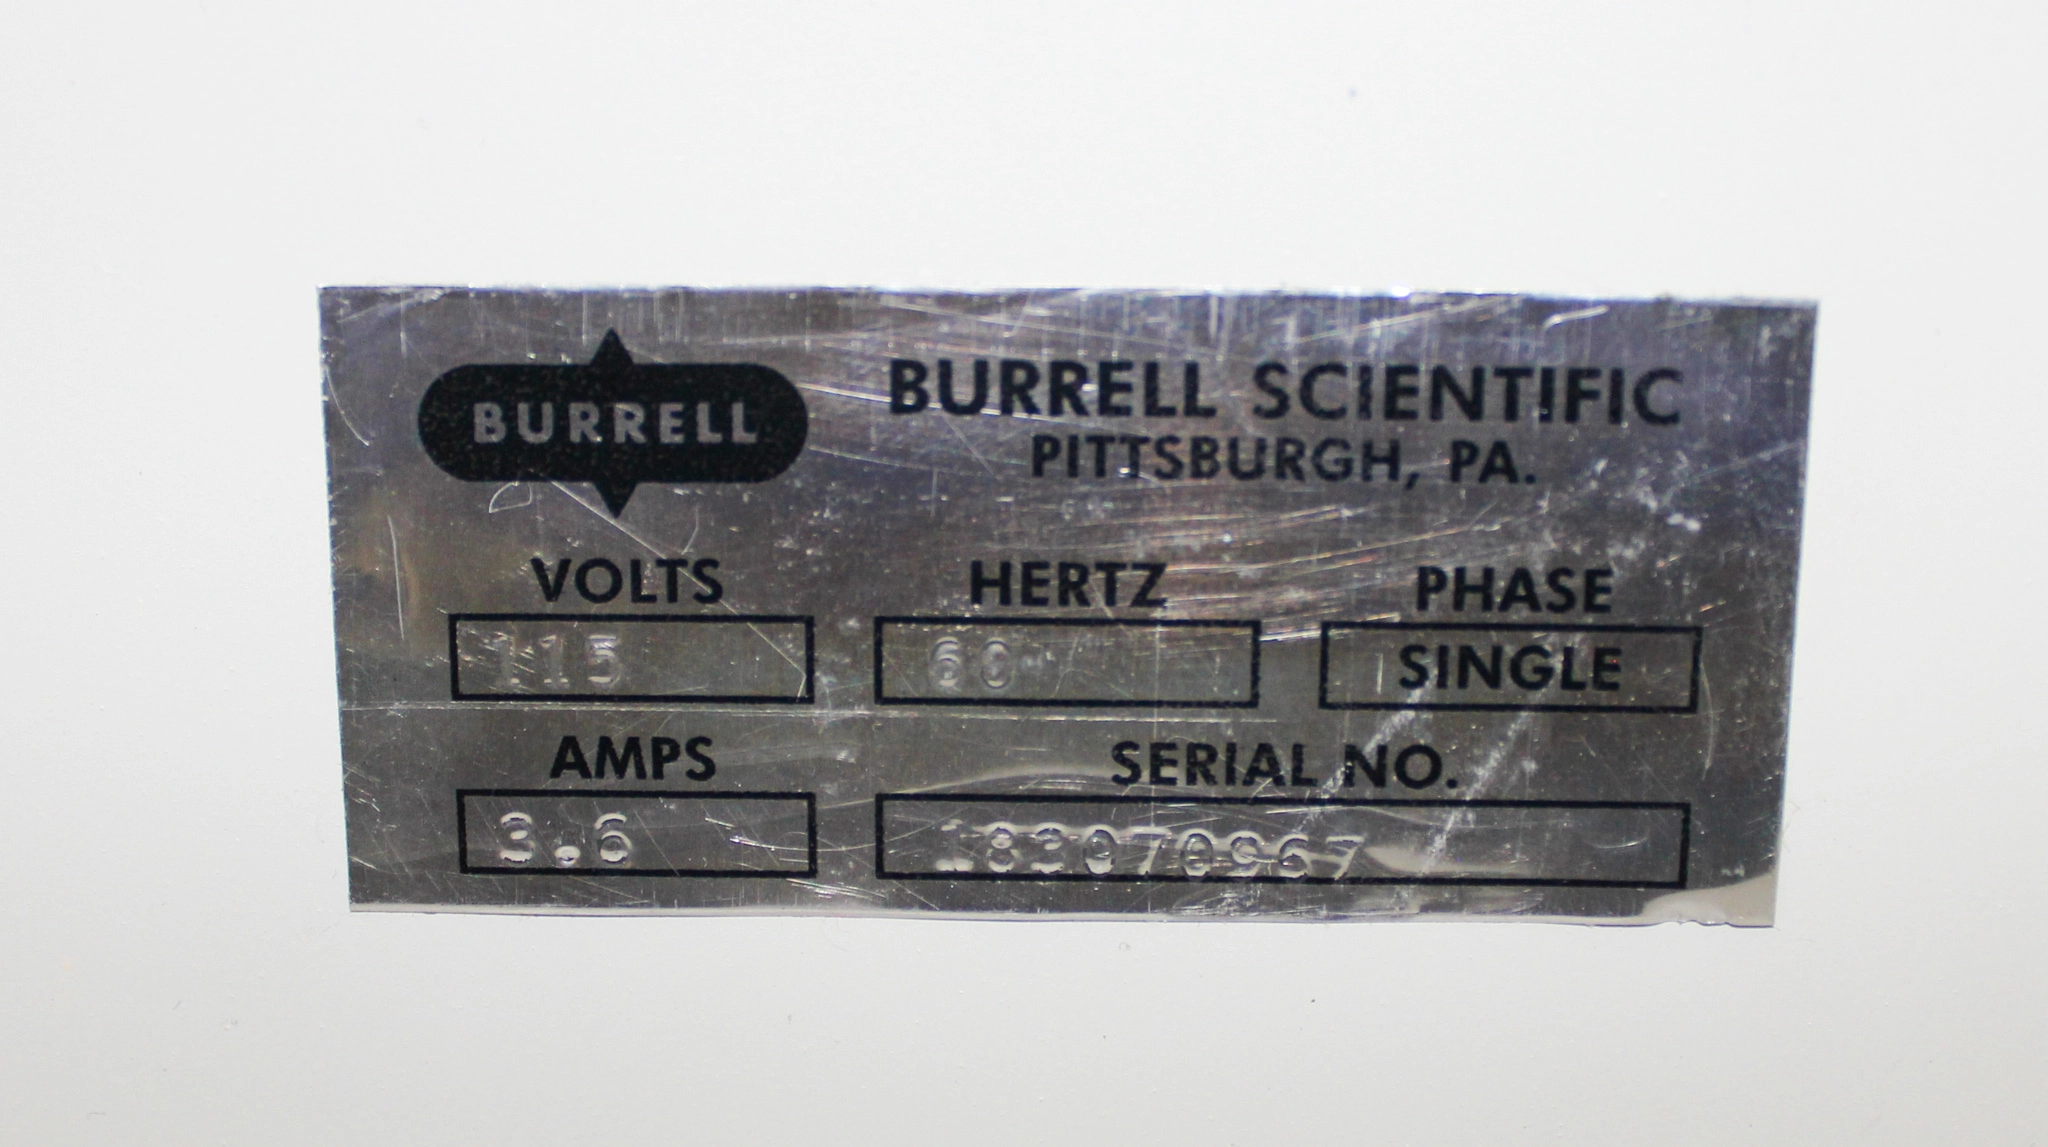 BURRELL
BURRELL SCIENTIFIC
PITTSBURGH, PA.
VOLTS HERTZ PHASE
115 60 SINGLE
AMPS SERIAL NO.
3.6